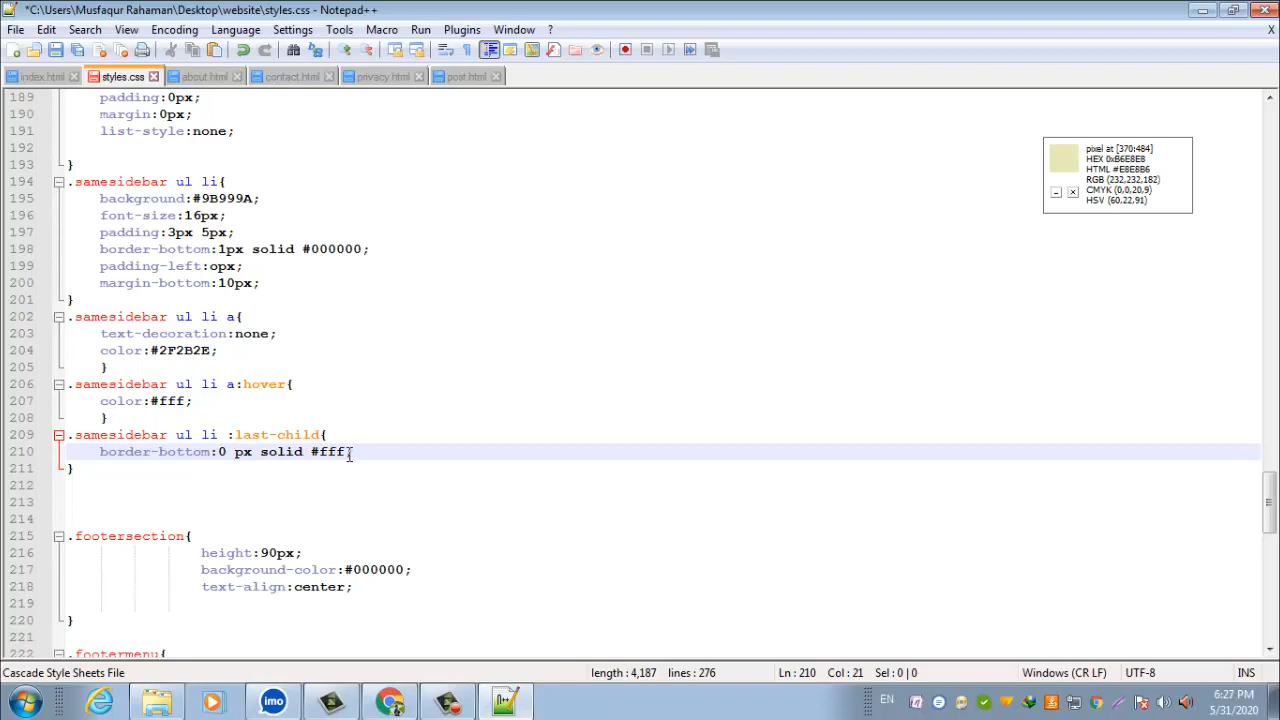 *C:\Users\Musfaqur Rahaman\Desktop\website\styles.css - Notepad++
File Edit Search View Encoding Language Settings Tools Macro Run Plugins Window ? X
index.html styles.css about.html contact.html privacy.html post.html
189 padding:0px;
190 margin:0px;
191 list-style:none;
192
193 }
194 .samesidebar ul li{
195 background:#9B999A;
196 font-size:16px;
197 padding:3px 5px;
198 border-bottom:1px solid #000000;
199 padding-left:opx;
200 margin-bottom:10px;
201 }
202 .samesidebar ul li a{
203 text-decoration:none;
204 color:#2F2B2E;
205 }
206 .samesidebar ul li a:hover{
207 color:#fff;
208 }
209 .samesidebar ul li :last-child{
210 border-bottom:0 px solid #fff;
211 }
212
213
214
215 .footersection{
216 height:90px;
217 background-color:#000000;
218 text-align:center;
219
220 }
221
222 .footermenu{
pixel at [370:484]
HEX 0xB6E8E8
HTML #E8E8B6
RGB (232,232,182)
CMYK (0,0,20,9)
HSV (60,22,91)
Cascade Style Sheets File length : 4,187 lines : 276 Ln : 210 Col : 21 Sel : 0 | 0 Windows (CR LF) UTF-8 INS
imo
EN
6:27 PM
5/31/2020